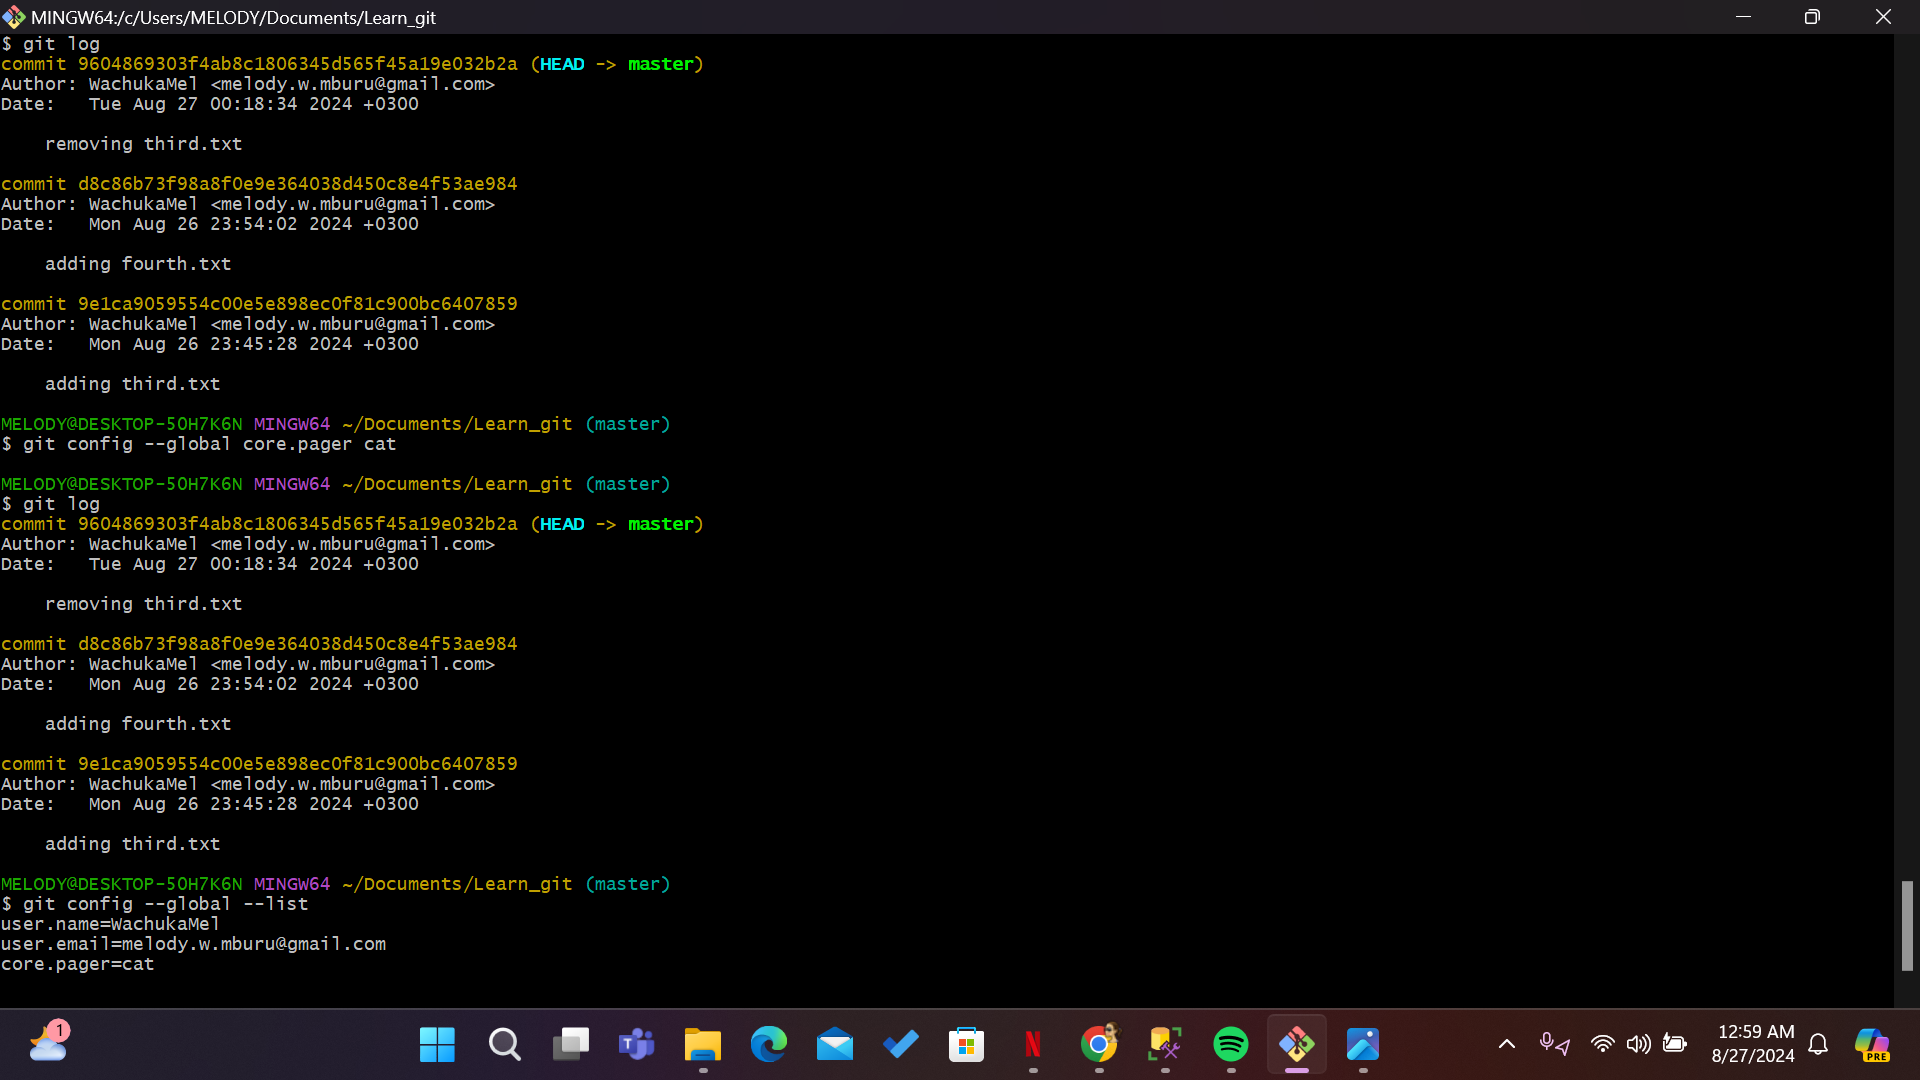 MINGW64:/c/Users/MELODY/Documents/Learn_git
$ git log
commit 9604869303f4ab8c1806345d565f45a19e032b2a (HEAD -> master)
Author: WachukaMel <melody.w.mburu@gmail.com>
Date:   Tue Aug 27 00:18:34 2024 +0300
    removing third.txt
commit d8c86b73f98a8f0e9e364038d450c8e4f53ae984
Author: WachukaMel <melody.w.mburu@gmail.com>
Date:   Mon Aug 26 23:54:02 2024 +0300
    adding fourth.txt
commit 9e1ca9059554c00e5e898ec0f81c900bc6407859
Author: WachukaMel <melody.w.mburu@gmail.com>
Date:   Mon Aug 26 23:45:28 2024 +0300
    adding third.txt
MELODY@DESKTOP-5OH7K6N MINGW64 ~/Documents/Learn_git (master)
$ git config --global core.pager cat
MELODY@DESKTOP-5OH7K6N MINGW64 ~/Documents/Learn_git (master)
$ git log
commit 9604869303f4ab8c1806345d565f45a19e032b2a (HEAD -> master)
Author: WachukaMel <melody.w.mburu@gmail.com>
Date:   Tue Aug 27 00:18:34 2024 +0300
    removing third.txt
commit d8c86b73f98a8f0e9e364038d450c8e4f53ae984
Author: WachukaMel <melody.w.mburu@gmail.com>
Date:   Mon Aug 26 23:54:02 2024 +0300
    adding fourth.txt
commit 9e1ca9059554c00e5e898ec0f81c900bc6407859
Author: WachukaMel <melody.w.mburu@gmail.com>
Date:   Mon Aug 26 23:45:28 2024 +0300
    adding third.txt
MELODY@DESKTOP-5OH7K6N MINGW64 ~/Documents/Learn_git (master)
$ git config --global --list
user.name=WachukaMel
user.email=melody.w.mburu@gmail.com
core.pager=cat
1
T
N
12:59 AM
8/27/2024
PRE